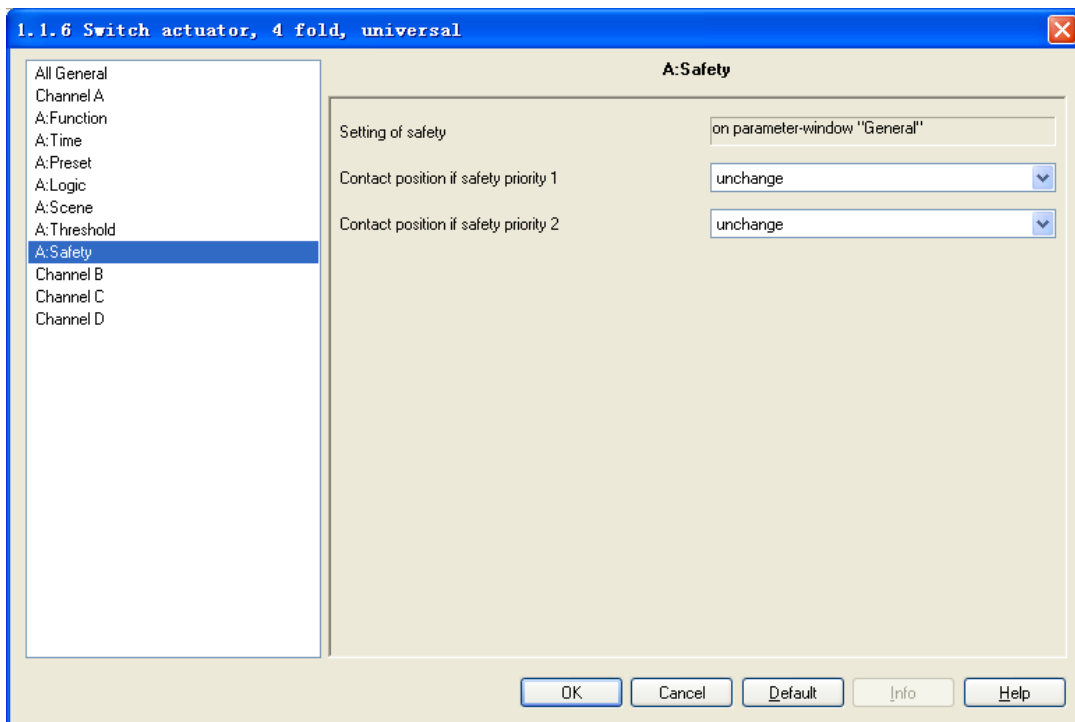 1.1.6 Switch actuator, 4 fold, universal
All General
Channel A
A:Function
A:Time
A:Preset
A:Logic
A:Scene
A:Threshold
A:Safety
Channel B
Channel C
Channel D
A:Safety
Setting of safety on parameter-window "General"
Contact position if safety priority 1 unchange
Contact position if safety priority 2 unchange
OK Cancel Default Info Help